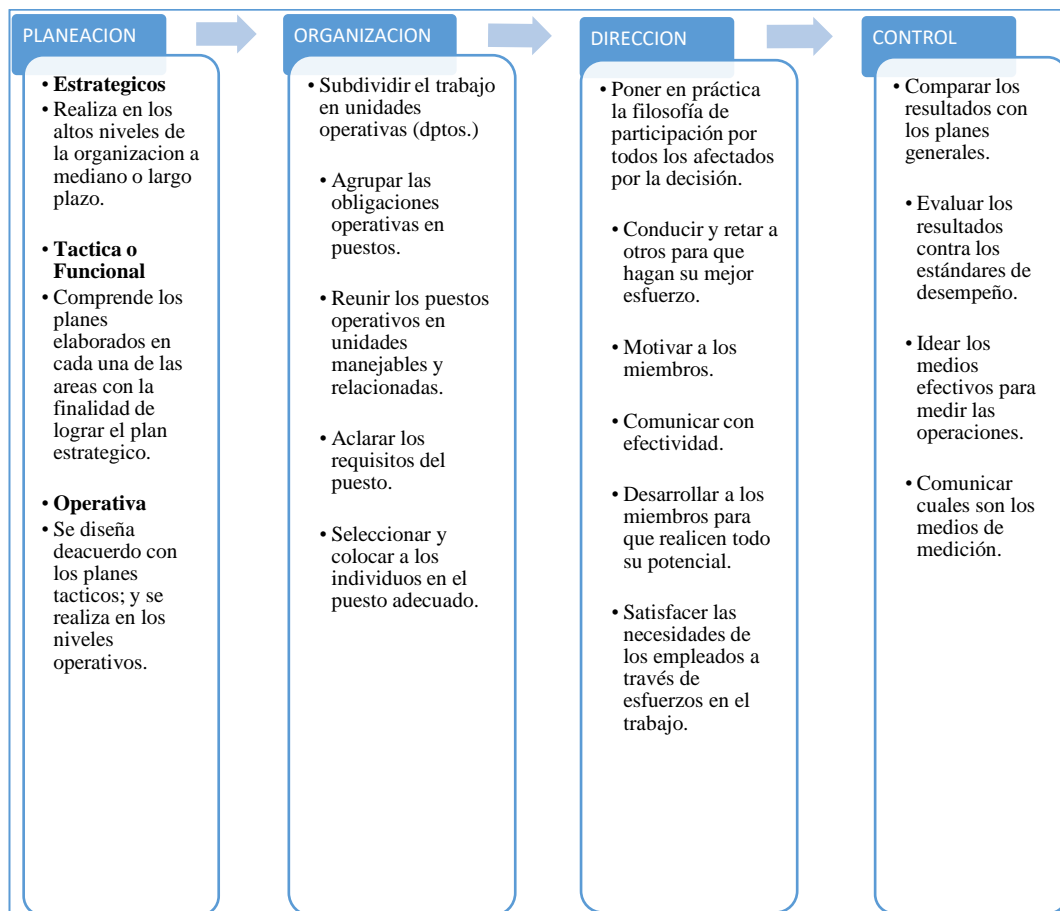 PLANEACION
• Estrategicos
• Realiza en los
altos niveles de
la organizacion a
mediano o largo
plazo.
• Tactica o
Funcional
• Comprende los
planes
elaborados en
cada una de las
areas con la
finalidad de
lograr el plan
estrategico.
• Operativa
• Se diseña
deacuerdo con
los planes
tacticos; y se
realiza en los
niveles
operativos.
ORGANIZACION
• Subdividir el trabajo
en unidades
operativas (dptos.)
• Agrupar las
obligaciones
operativas en
puestos.
• Reunir los puestos
operativos en
unidades
manejables y
relacionadas.
• Aclarar los
requisitos del
puesto.
• Seleccionar y
colocar a los
individuos en el
puesto adecuado.
DIRECCION
• Poner en práctica
la filosofía de
participación por
todos los afectados
por la decisión.
• Conducir y retar a
otros para que
hagan su mejor
esfuerzo.
• Motivar a los
miembros.
• Comunicar con
efectividad.
• Desarrollar a los
miembros para
que realicen todo
su potencial.
• Satisfacer las
necesidades de
los empleados a
través de
esfuerzos en el
trabajo.
CONTROL
• Comparar los
resultados con
los planes
generales.
• Evaluar los
resultados
contra los
estándares de
desempeño.
• Idear los
medios
efectivos para
medir las
operaciones.
• Comunicar
cuales son los
medios de
medición.